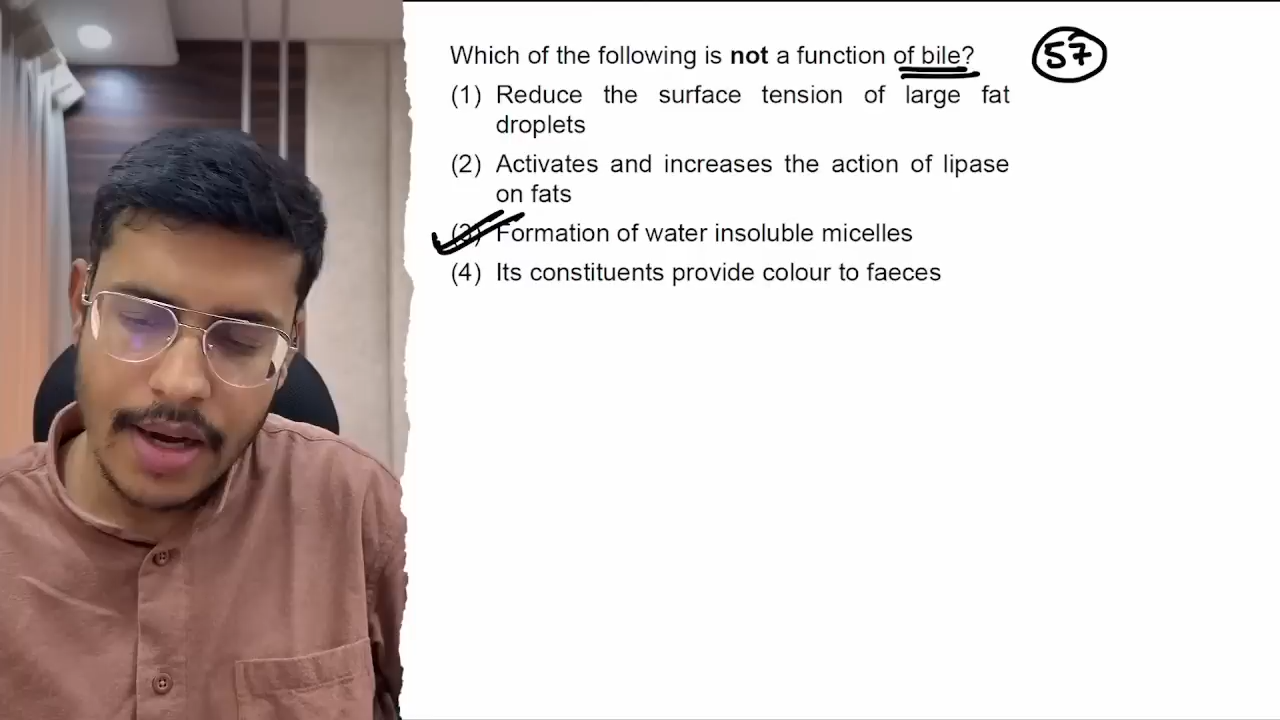 Which of the following is not a function of bile?
57
(1) Reduce the surface tension of large fat
droplets
(2) Activates and increases the action of lipase
on fats
(3) Formation of water insoluble micelles
(4) Its constituents provide colour to faeces